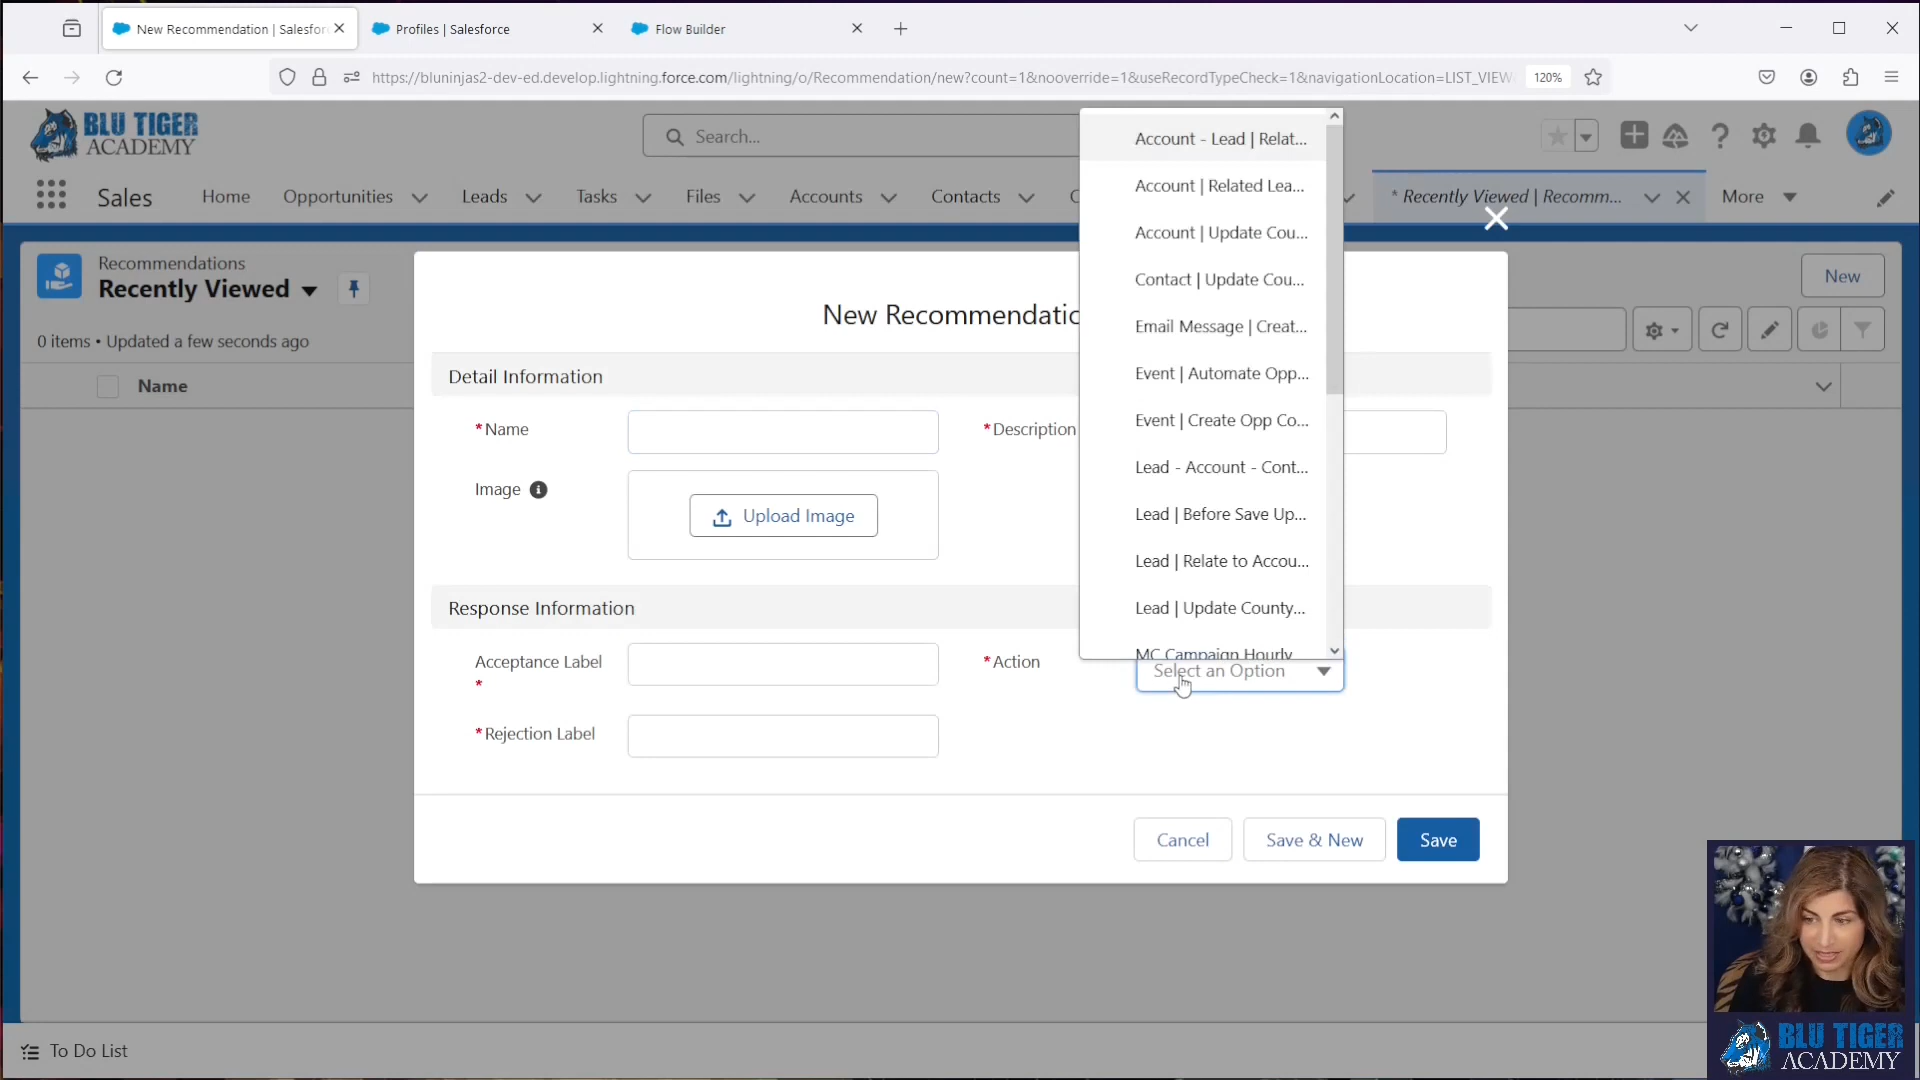 New Recommendation | Salesfor
Profiles | Salesforce
Flow Builder
https://bluninjas2-dev-ed.develop.lightning.force.com/lightning/o/Recommendation/new?count=1&nooverride=1&useRecordTypeCheck=1&navigationLocation=LIST_VIEW
120%
BLU TIGER
ACADEMY
Search...
Sales
Home
Opportunities
Leads
Tasks
Files
Accounts
Contacts
* Recently Viewed | Recomm...
More
Recommendations
Recently Viewed
New
0 items • Updated a few seconds ago
Name
New Recommendatio
Detail Information
*Name
*Description
Image
Upload Image
Response Information
Acceptance Label
*
*Action
Select an Option
*Rejection Label
Account - Lead | Relat...
Account | Related Lea...
Account | Update Cou...
Contact | Update Cou...
Email Message | Creat...
Event | Automate Opp...
Event | Create Opp Co...
Lead - Account - Cont...
Lead | Before Save Up...
Lead | Relate to Accou...
Lead | Update County...
MC Campaign Hourly
Cancel
Save & New
Save
To Do List
BLU TIGER
ACADEMY